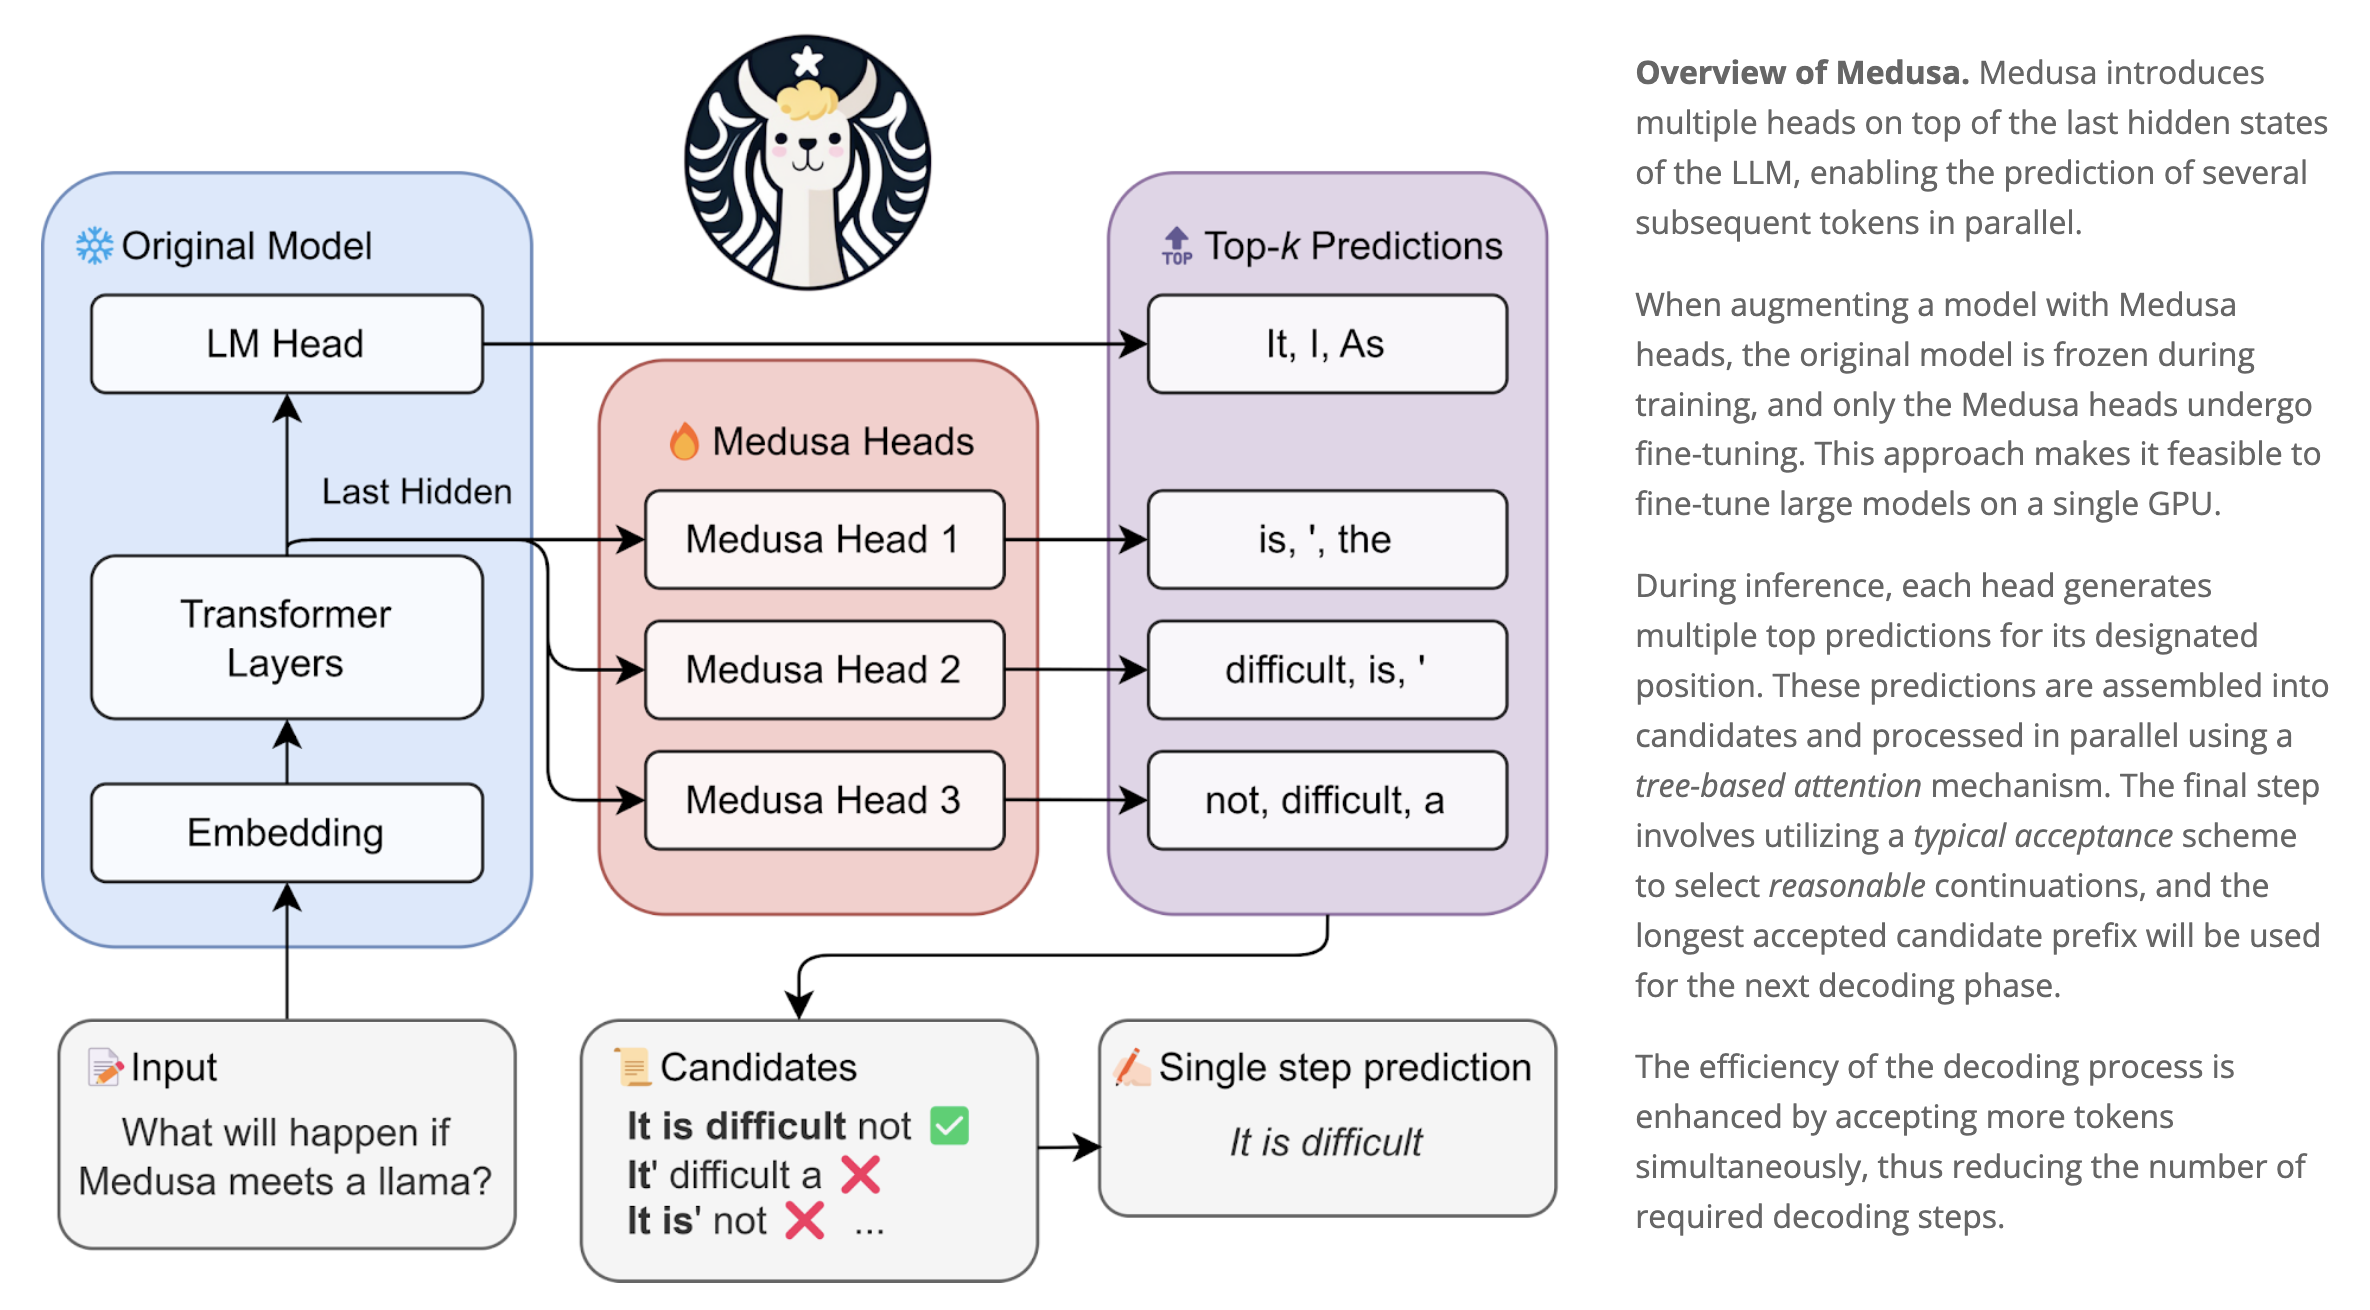 Original Model
LM Head
Last Hidden
Transformer
Layers
Embedding
Input
What will happen if
Medusa meets a llama?
Medusa Heads
Medusa Head 1
Medusa Head 2
Medusa Head 3
TOP
Top-k Predictions
It, I, As
is, ', the
difficult, is, '
not, difficult, a
Candidates
It is difficult not
It' difficult a
It is' not ...
Single step prediction
It is difficult
Overview of Medusa. Medusa introduces
multiple heads on top of the last hidden states
of the LLM, enabling the prediction of several
subsequent tokens in parallel.
When augmenting a model with Medusa
heads, the original model is frozen during
training, and only the Medusa heads undergo
fine-tuning. This approach makes it feasible to
fine-tune large models on a single GPU.
During inference, each head generates
multiple top predictions for its designated
position. These predictions are assembled into
candidates and processed in parallel using a
tree-based attention mechanism. The final step
involves utilizing a typical acceptance scheme
to select reasonable continuations, and the
longest accepted candidate prefix will be used
for the next decoding phase.
The efficiency of the decoding process is
enhanced by accepting more tokens
simultaneously, thus reducing the number of
required decoding steps.